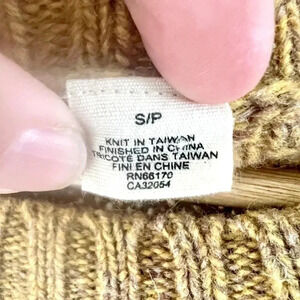 S/P
KNIT IN TAIWAN
FINISHED IN CHINA
TRICOTÉ DANS TAIWAN
FINI EN CHINE
RN66170
CA32054